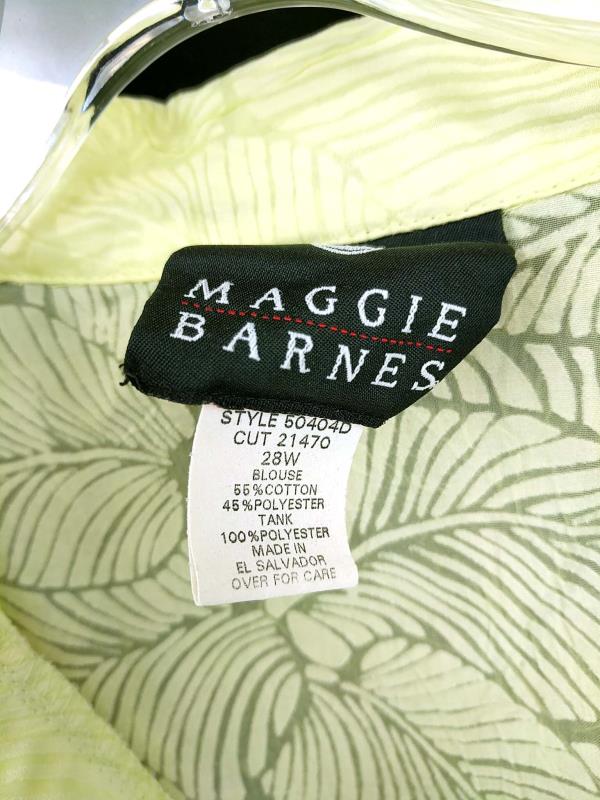 MAGGIE
BARNES
STYLE 50404D
CUT 21470
28W
BLOUSE
55%COTTON
45%POLYESTER
TANK
100%POLYESTER
MADE IN
EL SALVADOR
OVER FOR CARE